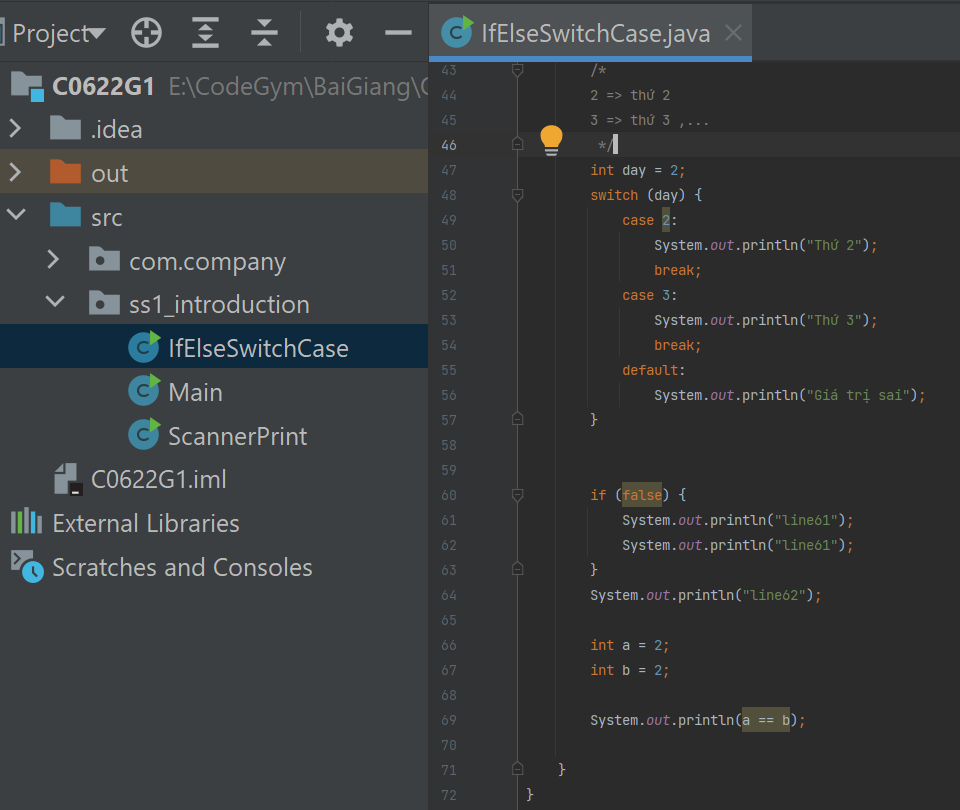 Project
C0622G1 E:\CodeGym\BaiGiang\
.idea
out
src
com.company
ss1_introduction
IfElseSwitchCase
Main
ScannerPrint
C0622G1.iml
External Libraries
Scratches and Consoles
IfElseSwitchCase.java
43 /*
44 2 => thứ 2
45 3 => thứ 3 ,...
46 */
47 int day = 2;
48 switch (day) {
49 case 2:
50 System.out.println("Thứ 2");
51 break;
52 case 3:
53 System.out.println("Thứ 3");
54 break;
55 default:
56 System.out.println("Giá trị sai");
57 }
58
59
60 if (false) {
61 System.out.println("line61");
62 System.out.println("line61");
63 }
64 System.out.println("line62");
65
66 int a = 2;
67 int b = 2;
68
69 System.out.println(a == b);
70
71 }
72 }